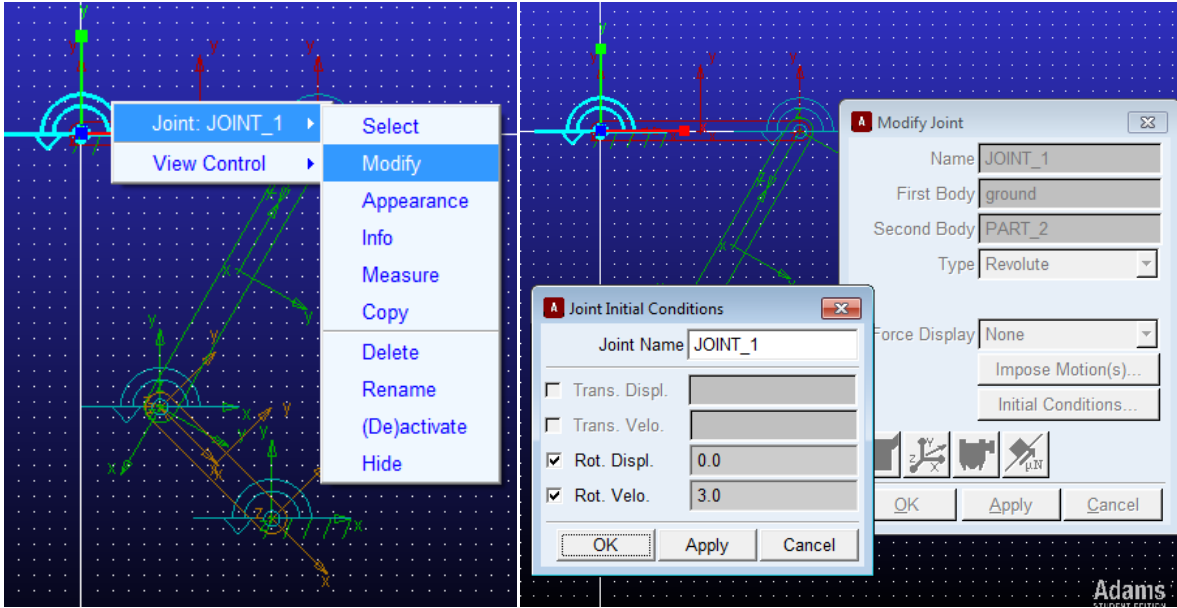 Joint: JOINT_1
View Control
Select
Modify
Appearance
Info
Measure
Copy
Delete
Rename
(De)activate
Hide
Modify Joint
Name JOINT_1
First Body ground
Second Body PART_2
Type Revolute
Force Display None
Impose Motion(s)...
Initial Conditions...
OK Apply Cancel
Joint Initial Conditions
Joint Name JOINT_1
Trans. Displ.
Trans. Velo.
Rot. Displ. 0.0
Rot. Velo. 3.0
OK Apply Cancel
Adams